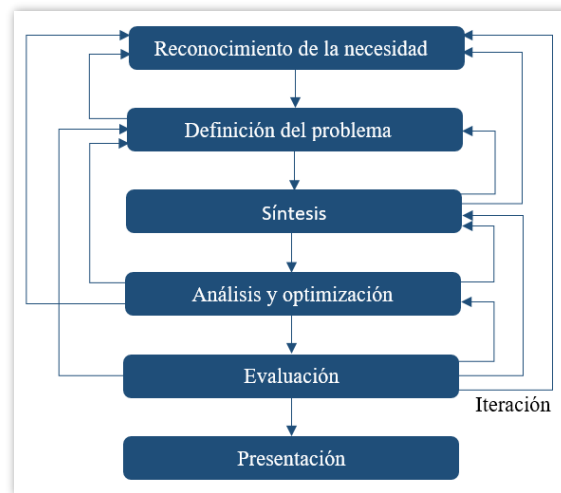 Reconocimiento de la necesidad
Definición del problema
Síntesis
Análisis y optimización
Evaluación
Iteración
Presentación